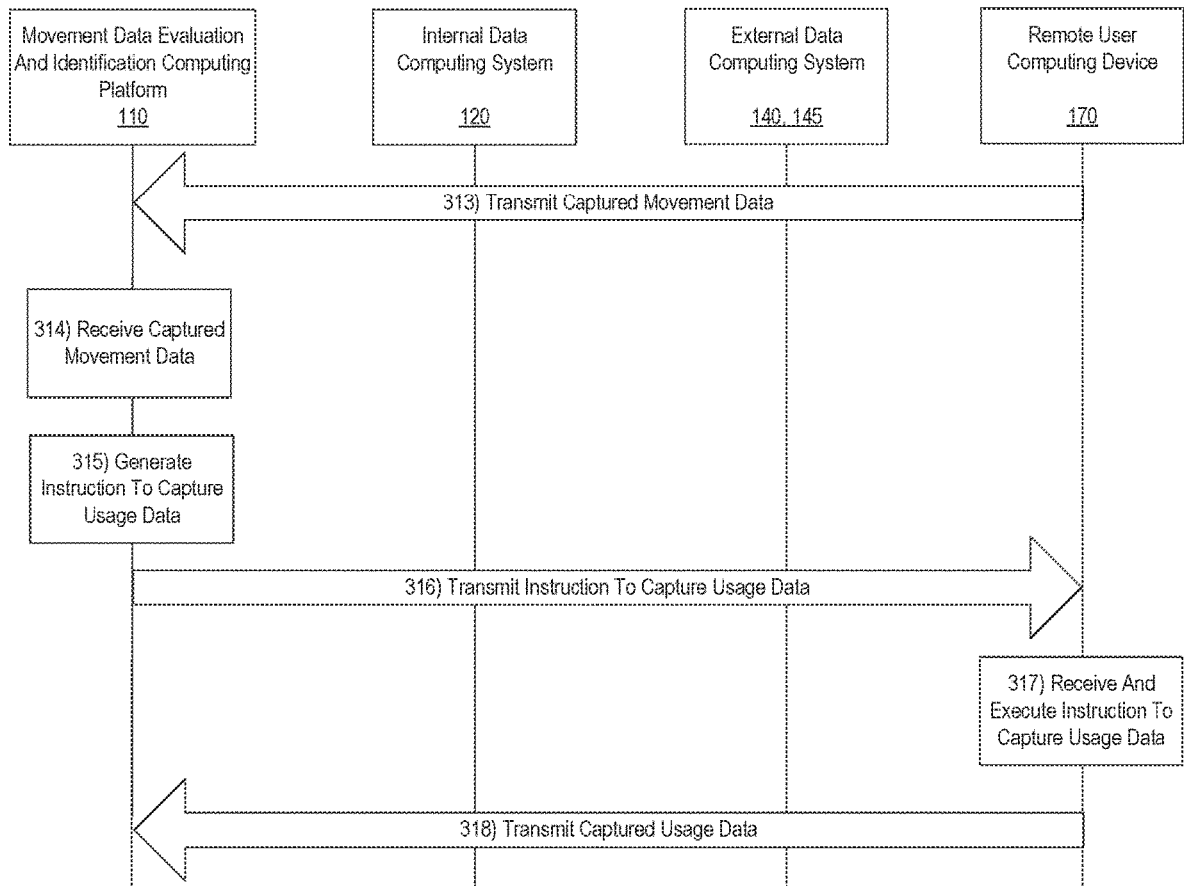 Movement Data Evaluation
And Identification Computing
Platform
110
Internal Data
Computing System
120
External Data
Computing System
140, 145
Remote User
Computing Device
170
313) Transmit Captured Movement Data
314) Receive Captured
Movement Data
315) Generate
Instruction To Capture
Usage Data
316) Transmit Instruction To Capture Usage Data
317) Receive And
Execute Instruction To
Capture Usage Data
318) Transmit Captured Usage Data